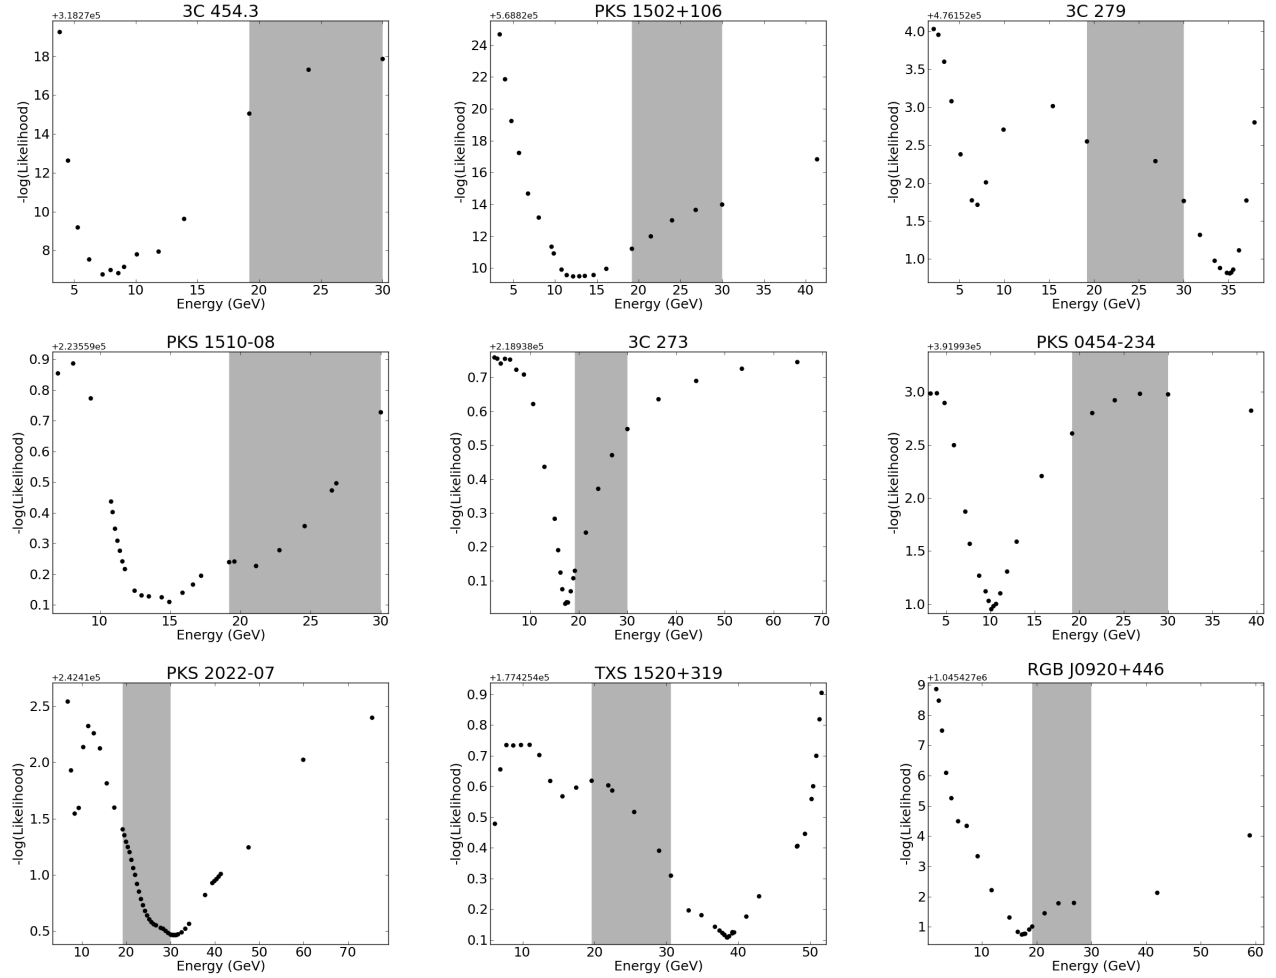 3C 454.3
+3.1827e5
18
16
14
12
10
8
5 10 15 20 25 30
-log(Likelihood)
Energy (GeV)
PKS 1502+106
+5.6882e5
24
22
20
18
16
14
12
10
5 10 15 20 25 30 35 40
-log(Likelihood)
Energy (GeV)
3C 279
+4.76152e5
4.0
3.5
3.0
2.5
2.0
1.5
1.0
5 10 15 20 25 30 35
-log(Likelihood)
Energy (GeV)
PKS 1510-08
+2.23559e5
0.9
0.8
0.7
0.6
0.5
0.4
0.3
0.2
0.1
10 15 20 25 30
-log(Likelihood)
Energy (GeV)
3C 273
+2.18938e5
0.7
0.6
0.5
0.4
0.3
0.2
0.1
10 20 30 40 50 60 70
-log(Likelihood)
Energy (GeV)
PKS 0454-234
+3.91993e5
3.0
2.5
2.0
1.5
1.0
5 10 15 20 25 30 35 40
-log(Likelihood)
Energy (GeV)
PKS 2022-07
+2.4241e5
2.5
2.0
1.5
1.0
0.5
10 20 30 40 50 60 70
-log(Likelihood)
Energy (GeV)
TXS 1520+319
+1.774254e5
0.9
0.8
0.7
0.6
0.5
0.4
0.3
0.2
0.1
10 20 30 40 50
-log(Likelihood)
Energy (GeV)
RGB J0920+446
+1.045427e6
9
8
7
6
5
4
3
2
1
10 20 30 40 50 60
-log(Likelihood)
Energy (GeV)